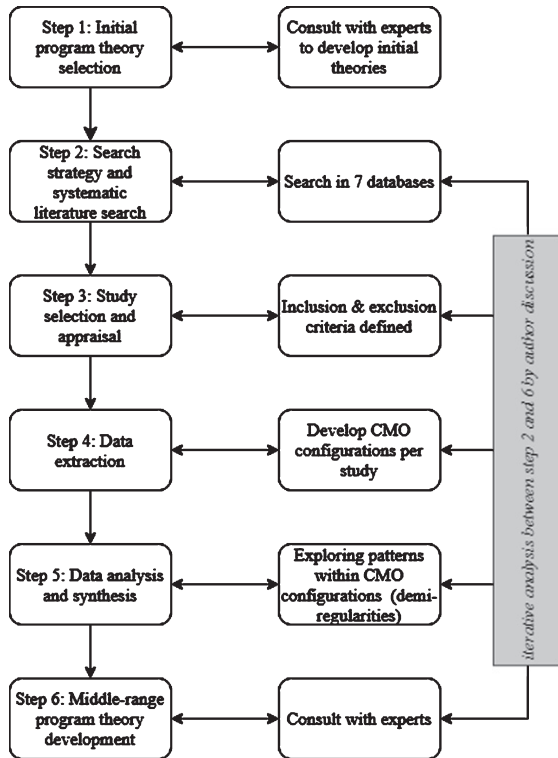 Step 1: Initial
program theory
selection
Consult with experts
to develop initial
theories
Step 2: Search
strategy and
systematic
literature search
Search in 7 databases
Step 3: Study
selection and
appraisal
Inclusion & exclusion
criteria defined
Step 4: Data
extraction
Develop CMO
configurations per
study
Step 5: Data analysis
and synthesis
Exploring patterns
within CMO
configurations (demi-
regularities)
Step 6: Middle-range
program theory
development
Consult with experts
iterative analysis between step 2 and 6 by author discussion